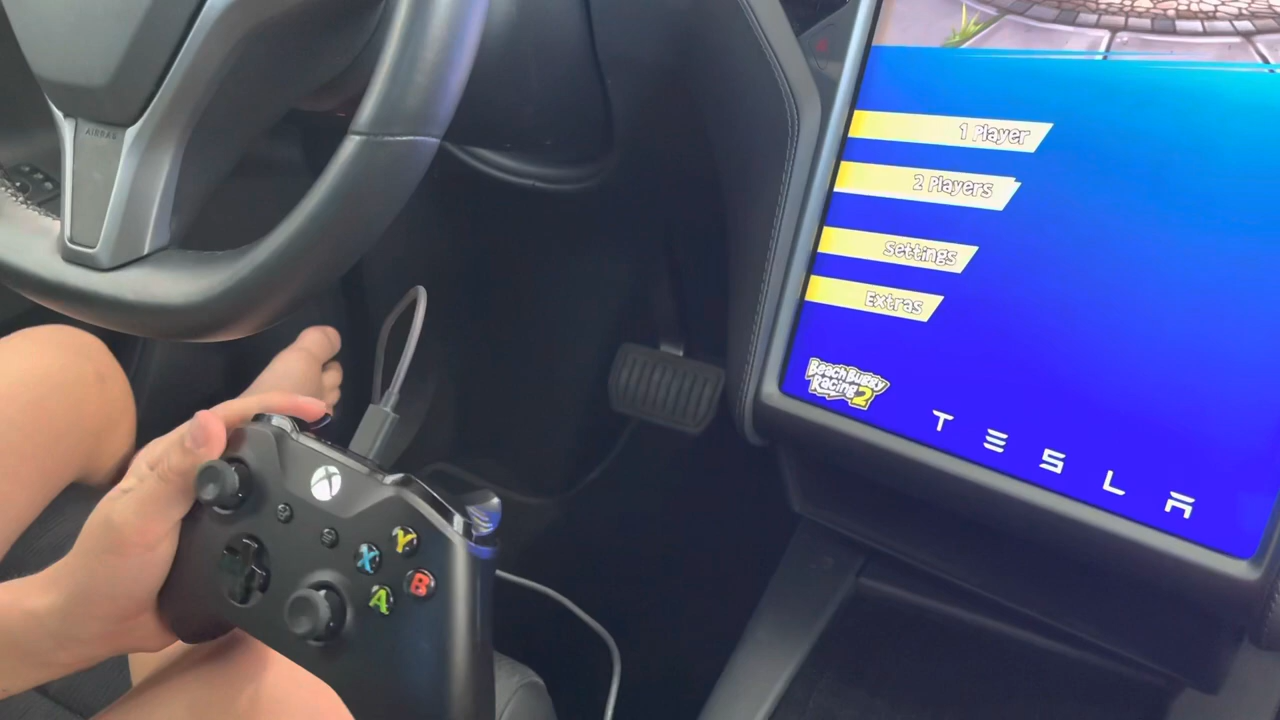 AIRBAG
1 Player
2 Players
Settings
Extras
Beach Buggy
Racing 2
TESLA
X
Y
B
A